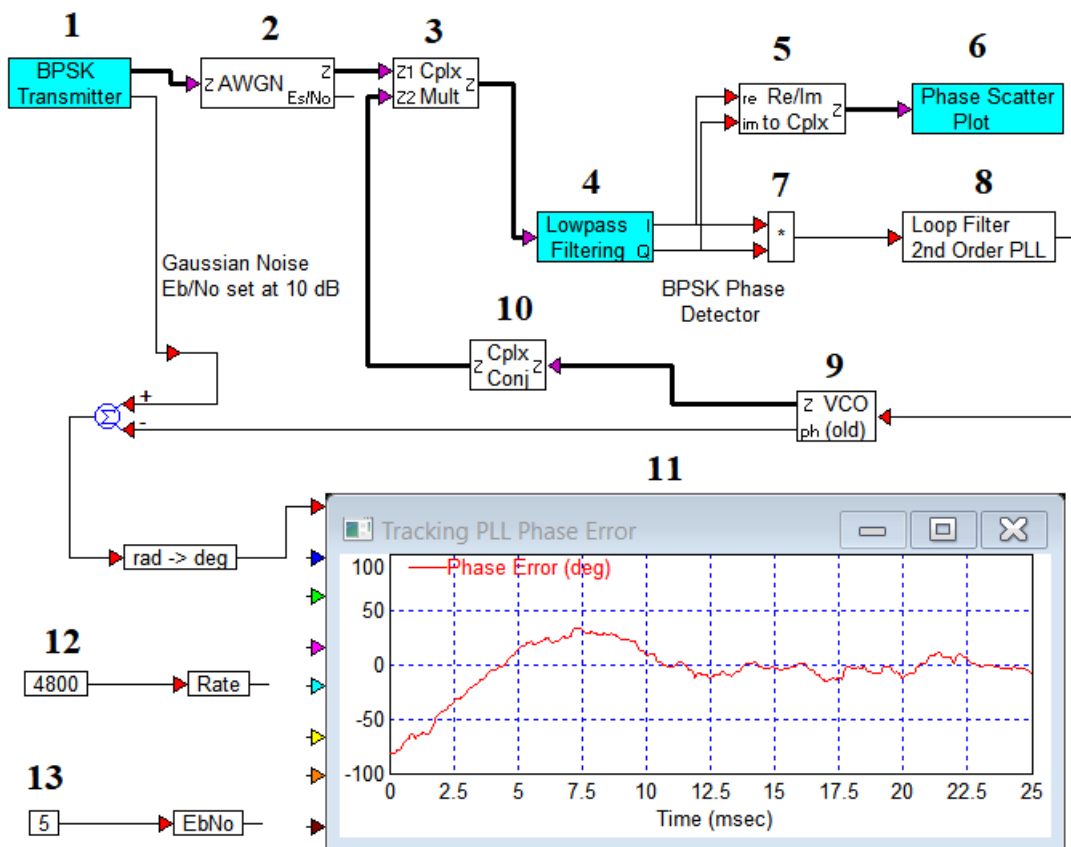 1
BPSK
Transmitter
2
Z AWGN Z
Es/No
3
Z1 Cplx
Z2 Mult Z
4
Lowpass I
Filtering Q
5
re Re/Im
im to Cplx Z
6
Phase Scatter
Plot
7
*
8
Loop Filter
2nd Order PLL
Gaussian Noise
Eb/No set at 10 dB
BPSK Phase
Detector
10
Z Cplx Z
Conj
9
Z VCO
ph (old)
+
-
Σ
rad -> deg
11
Tracking PLL Phase Error
Phase Error (deg)
100
50
0
-50
-100
0 2.5 5 7.5 10 12.5 15 17.5 20 22.5 25
Time (msec)
12
4800 Rate
13
5 EbNo